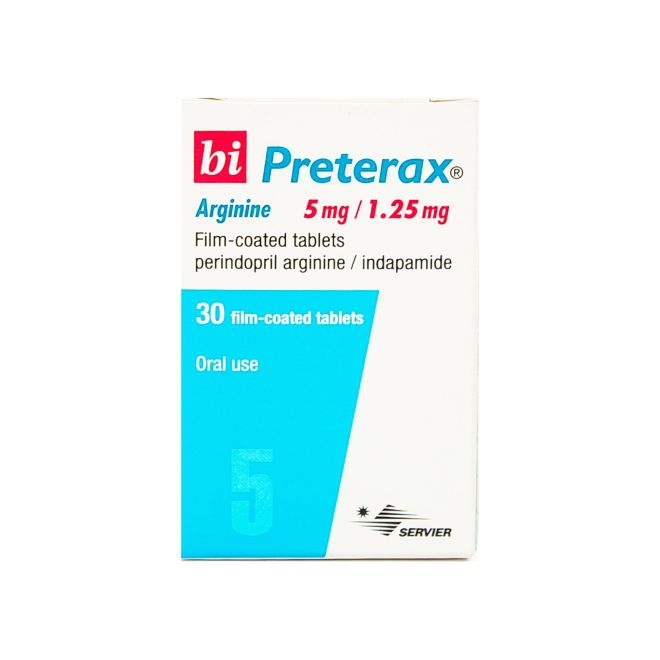 bi Preterax®
Arginine 5 mg / 1.25 mg
Film-coated tablets
perindopril arginine / indapamide
30 film-coated tablets
Oral use
5
SERVIER